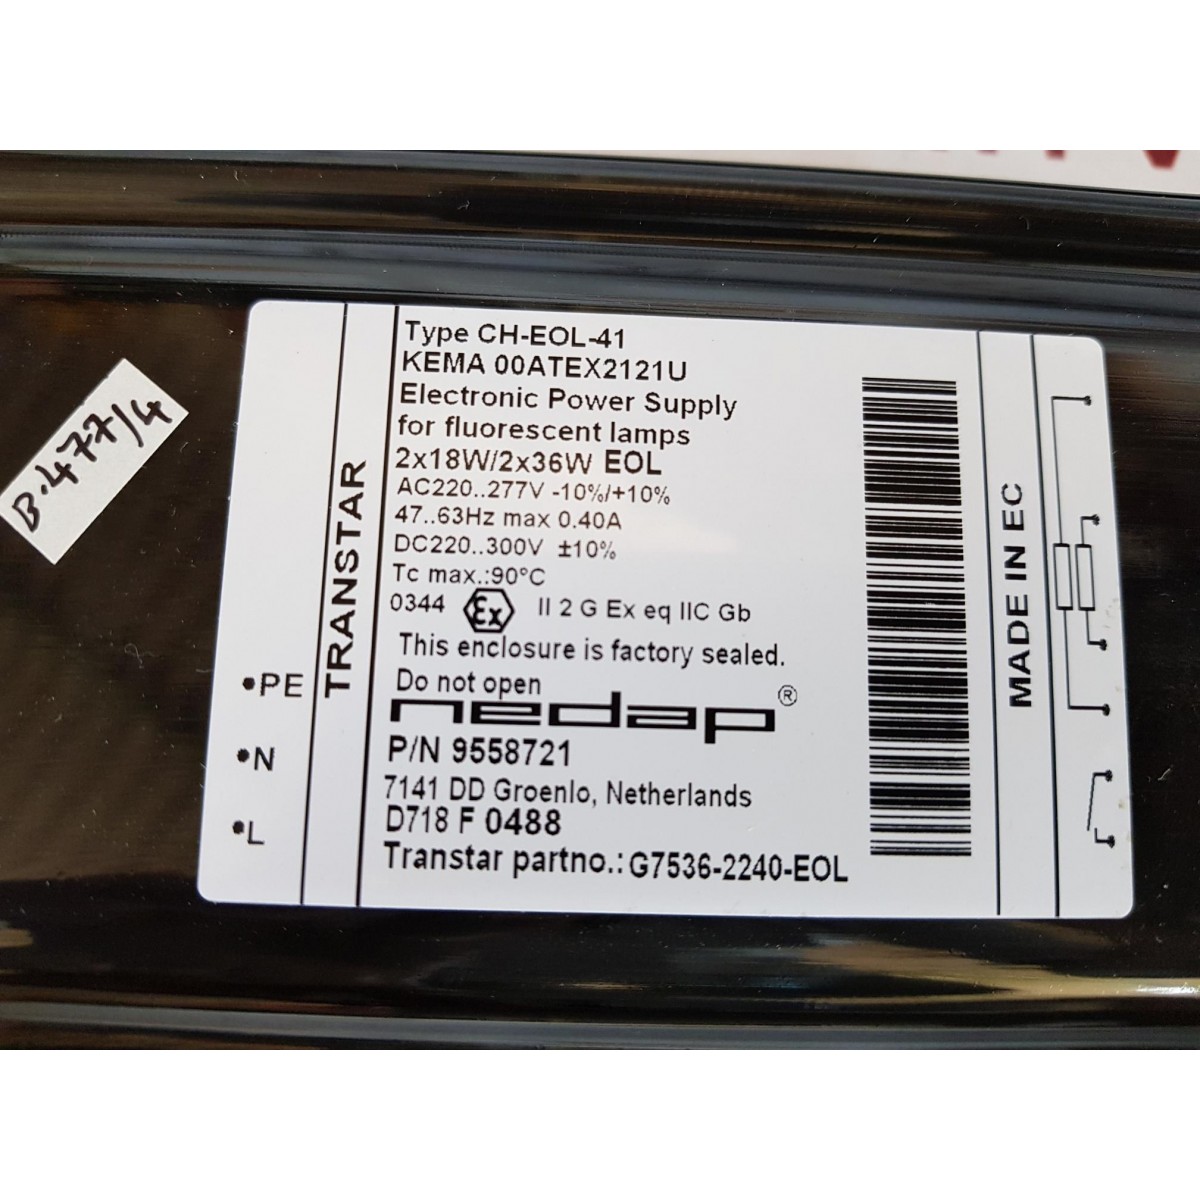 B.477/4
TRANSTAR
•PE
•N
•L
Type CH-EOL-41
KEMA 00ATEX2121U
Electronic Power Supply
for fluorescent lamps
2x18W/2x36W EOL
AC220..277V -10%/+10%
47..63Hz max 0.40A
DC220..300V ±10%
Tc max.:90°C
0344 Ex II 2 G Ex eq IIC Gb
This enclosure is factory sealed.
Do not open
nedap®
P/N 9558721
7141 DD Groenlo, Netherlands
D718 F 0488
Transtar partno.: G7536-2240-EOL
MADE IN EC